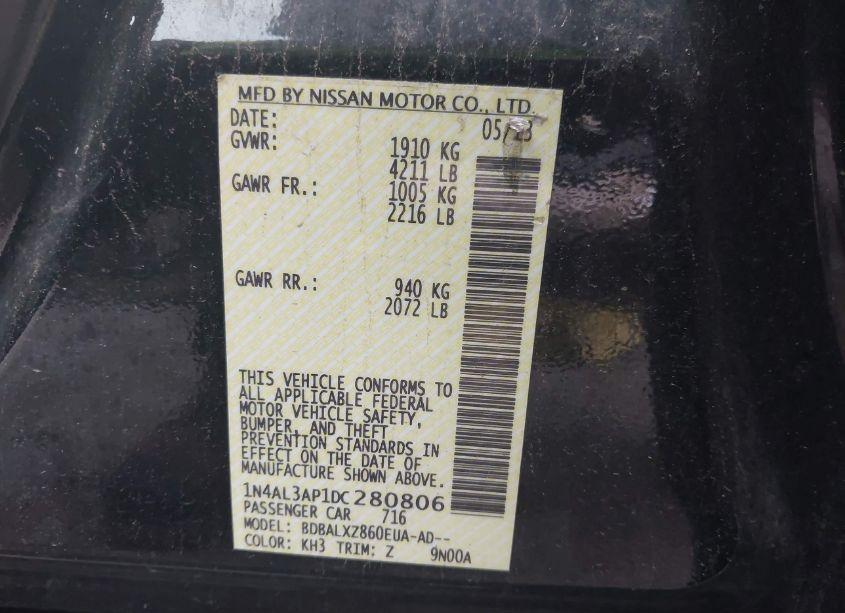 MFD BY NISSAN MOTOR CO., LTD.
DATE: 05/13
GVWR: 1910 KG
4211 LB
GAWR FR.: 1005 KG
2216 LB
GAWR RR.: 940 KG
2072 LB
THIS VEHICLE CONFORMS TO
ALL APPLICABLE FEDERAL
MOTOR VEHICLE SAFETY,
BUMPER, AND THEFT
PREVENTION STANDARDS IN
EFFECT ON THE DATE OF
MANUFACTURE SHOWN ABOVE.
1N4AL3AP1DC280806
PASSENGER CAR 716
MODEL: BDBALXZ860EUA-AD--
COLOR: KH3 TRIM: Z 9N00A